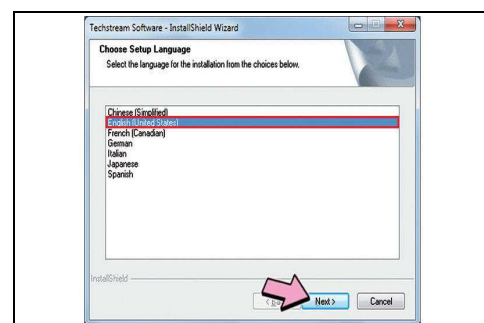 Techstream Software - InstallShield Wizard
Choose Setup Language
Select the language for the installation from the choices below.
Chinese (Simplified)
English (United States)
French (Canadian)
German
Italian
Japanese
Spanish
InstallShield
Next >
Cancel